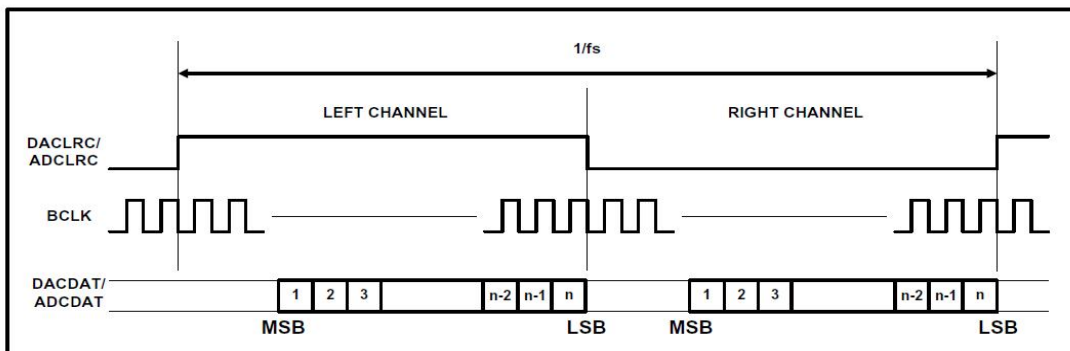 1/fs
LEFT CHANNEL RIGHT CHANNEL
DACLRC/
ADCLRC
BCLK
DACDAT/
ADCDAT
1 2 3 n-2 n-1 n 1 2 3 n-2 n-1 n
MSB LSB MSB LSB